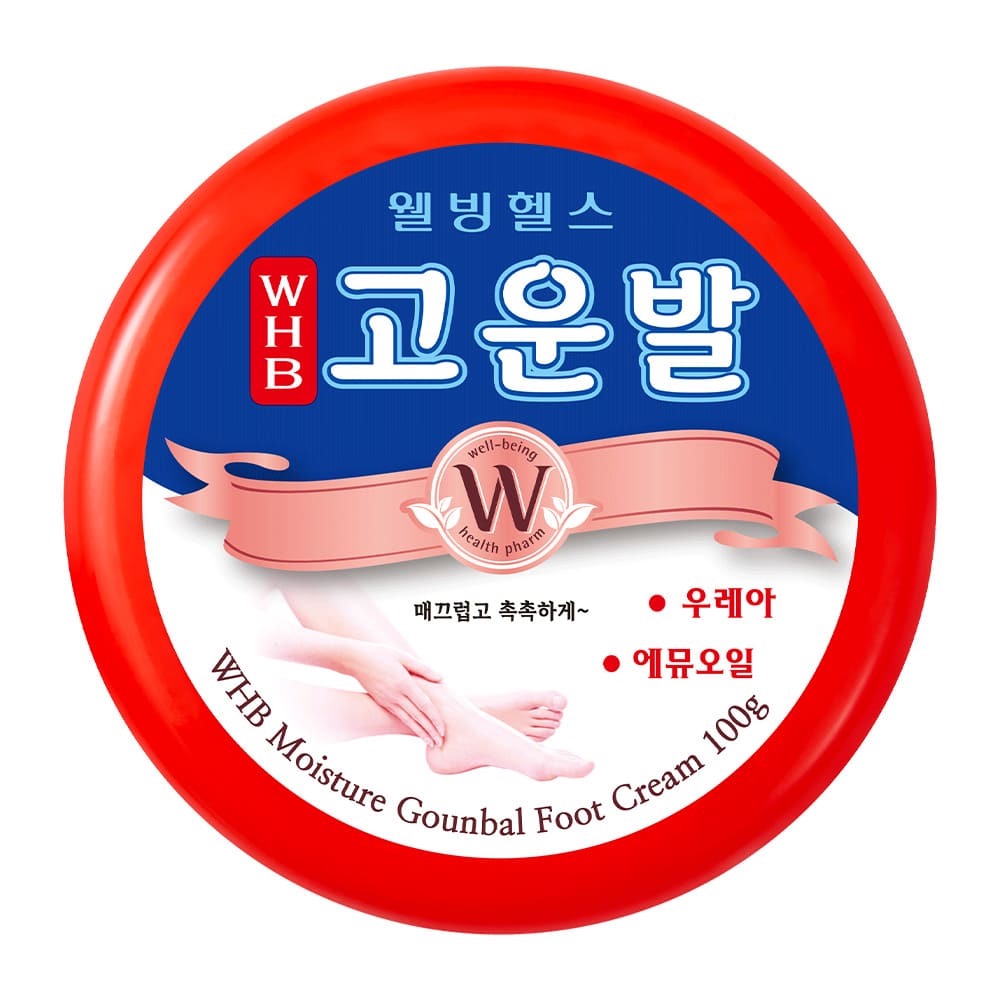 웰빙헬스
WHB 고운발
well-being
W
health pharm
매끄럽고 촉촉하게~
• 우레아
• 에뮤오일
WHB Moisture Gounbal Foot Cream 100g